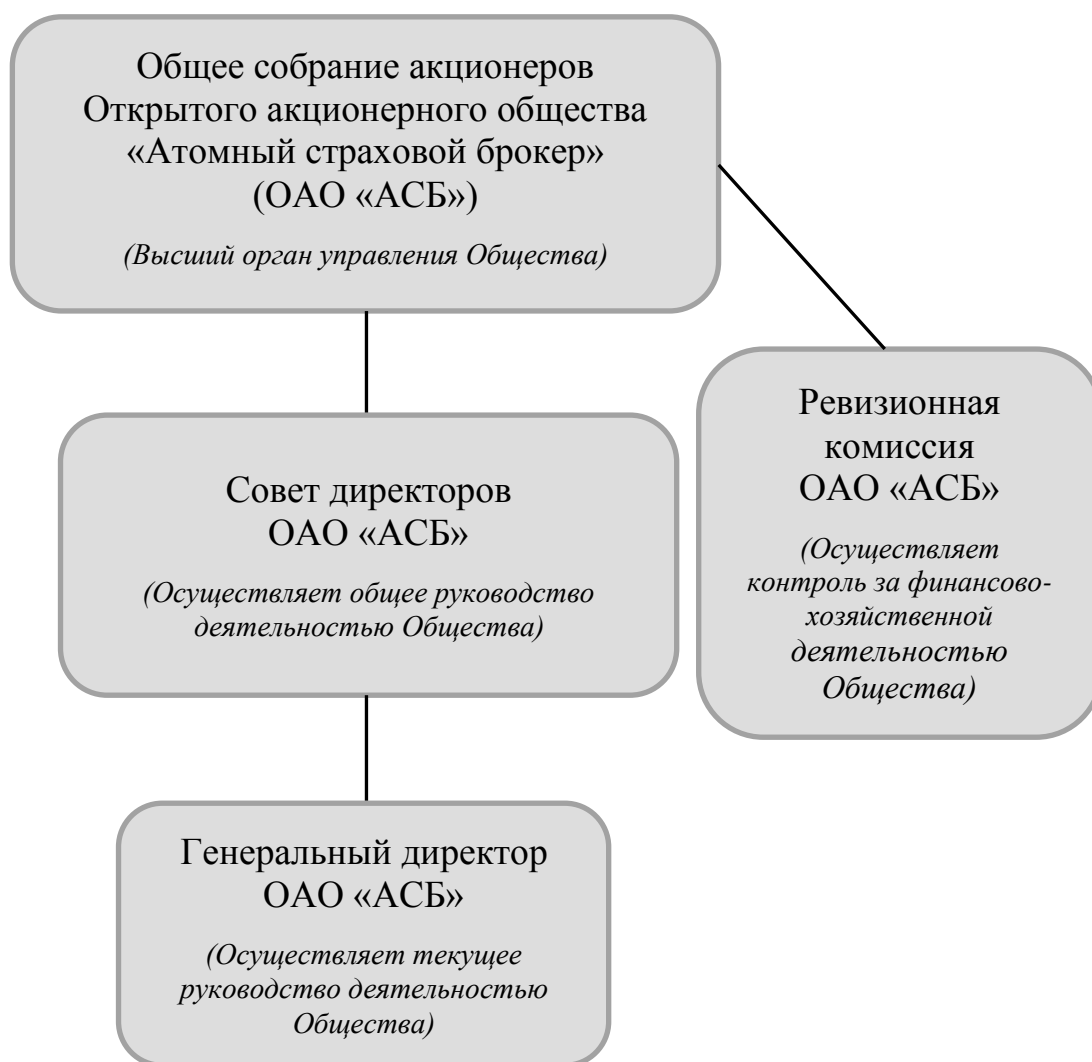 Общее собрание акционеров
Открытого акционерного общества
«Атомный страховой брокер»
(ОАО «АСБ»)
(Высший орган управления Общества)
Совет директоров
ОАО «АСБ»
(Осуществляет общее руководство
деятельностью Общества)
Ревизионная
комиссия
ОАО «АСБ»
(Осуществляет
контроль за финансово-
хозяйственной
деятельностью
Общества)
Генеральный директор
ОАО «АСБ»
(Осуществляет текущее
руководство деятельностью
Общества)